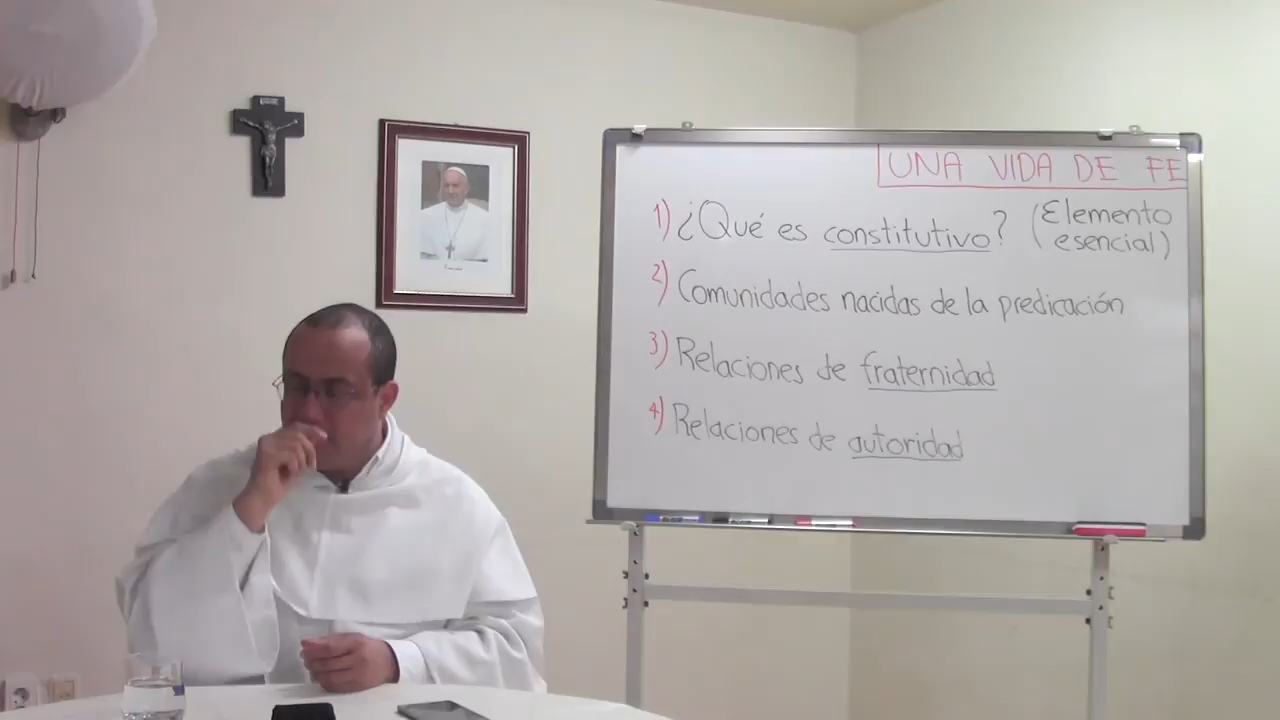 UNA VIDA DE FE
1) ¿Qué es constitutivo? (Elemento
esencial)
2) Comunidades nacidas de la predicación
3) Relaciones de fraternidad
4) Relaciones de autoridad